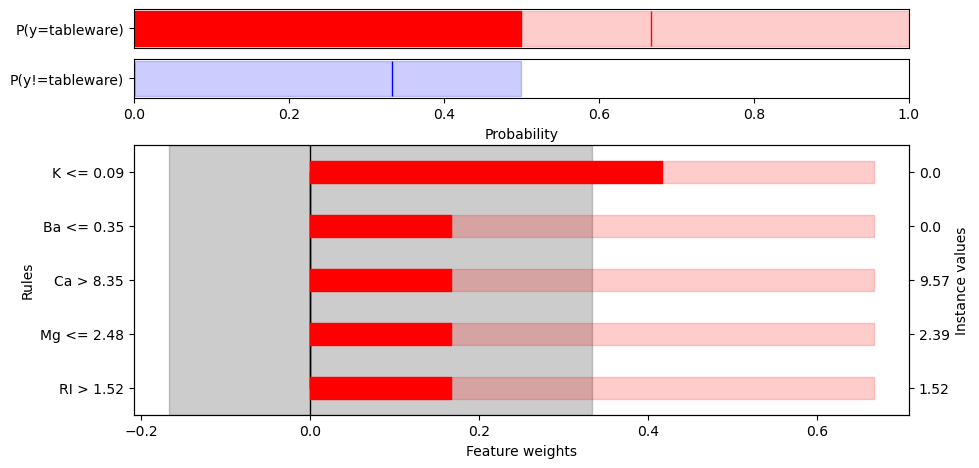 P(y=tableware)
P(y!=tableware)
0.0 0.2 0.4 0.6 0.8 1.0
Probability
K <= 0.09 0.0
Ba <= 0.35 0.0
Ca > 8.35 9.57
Mg <= 2.48 2.39
RI > 1.52 1.52
Rules
Instance values
−0.2 0.0 0.2 0.4 0.6
Feature weights